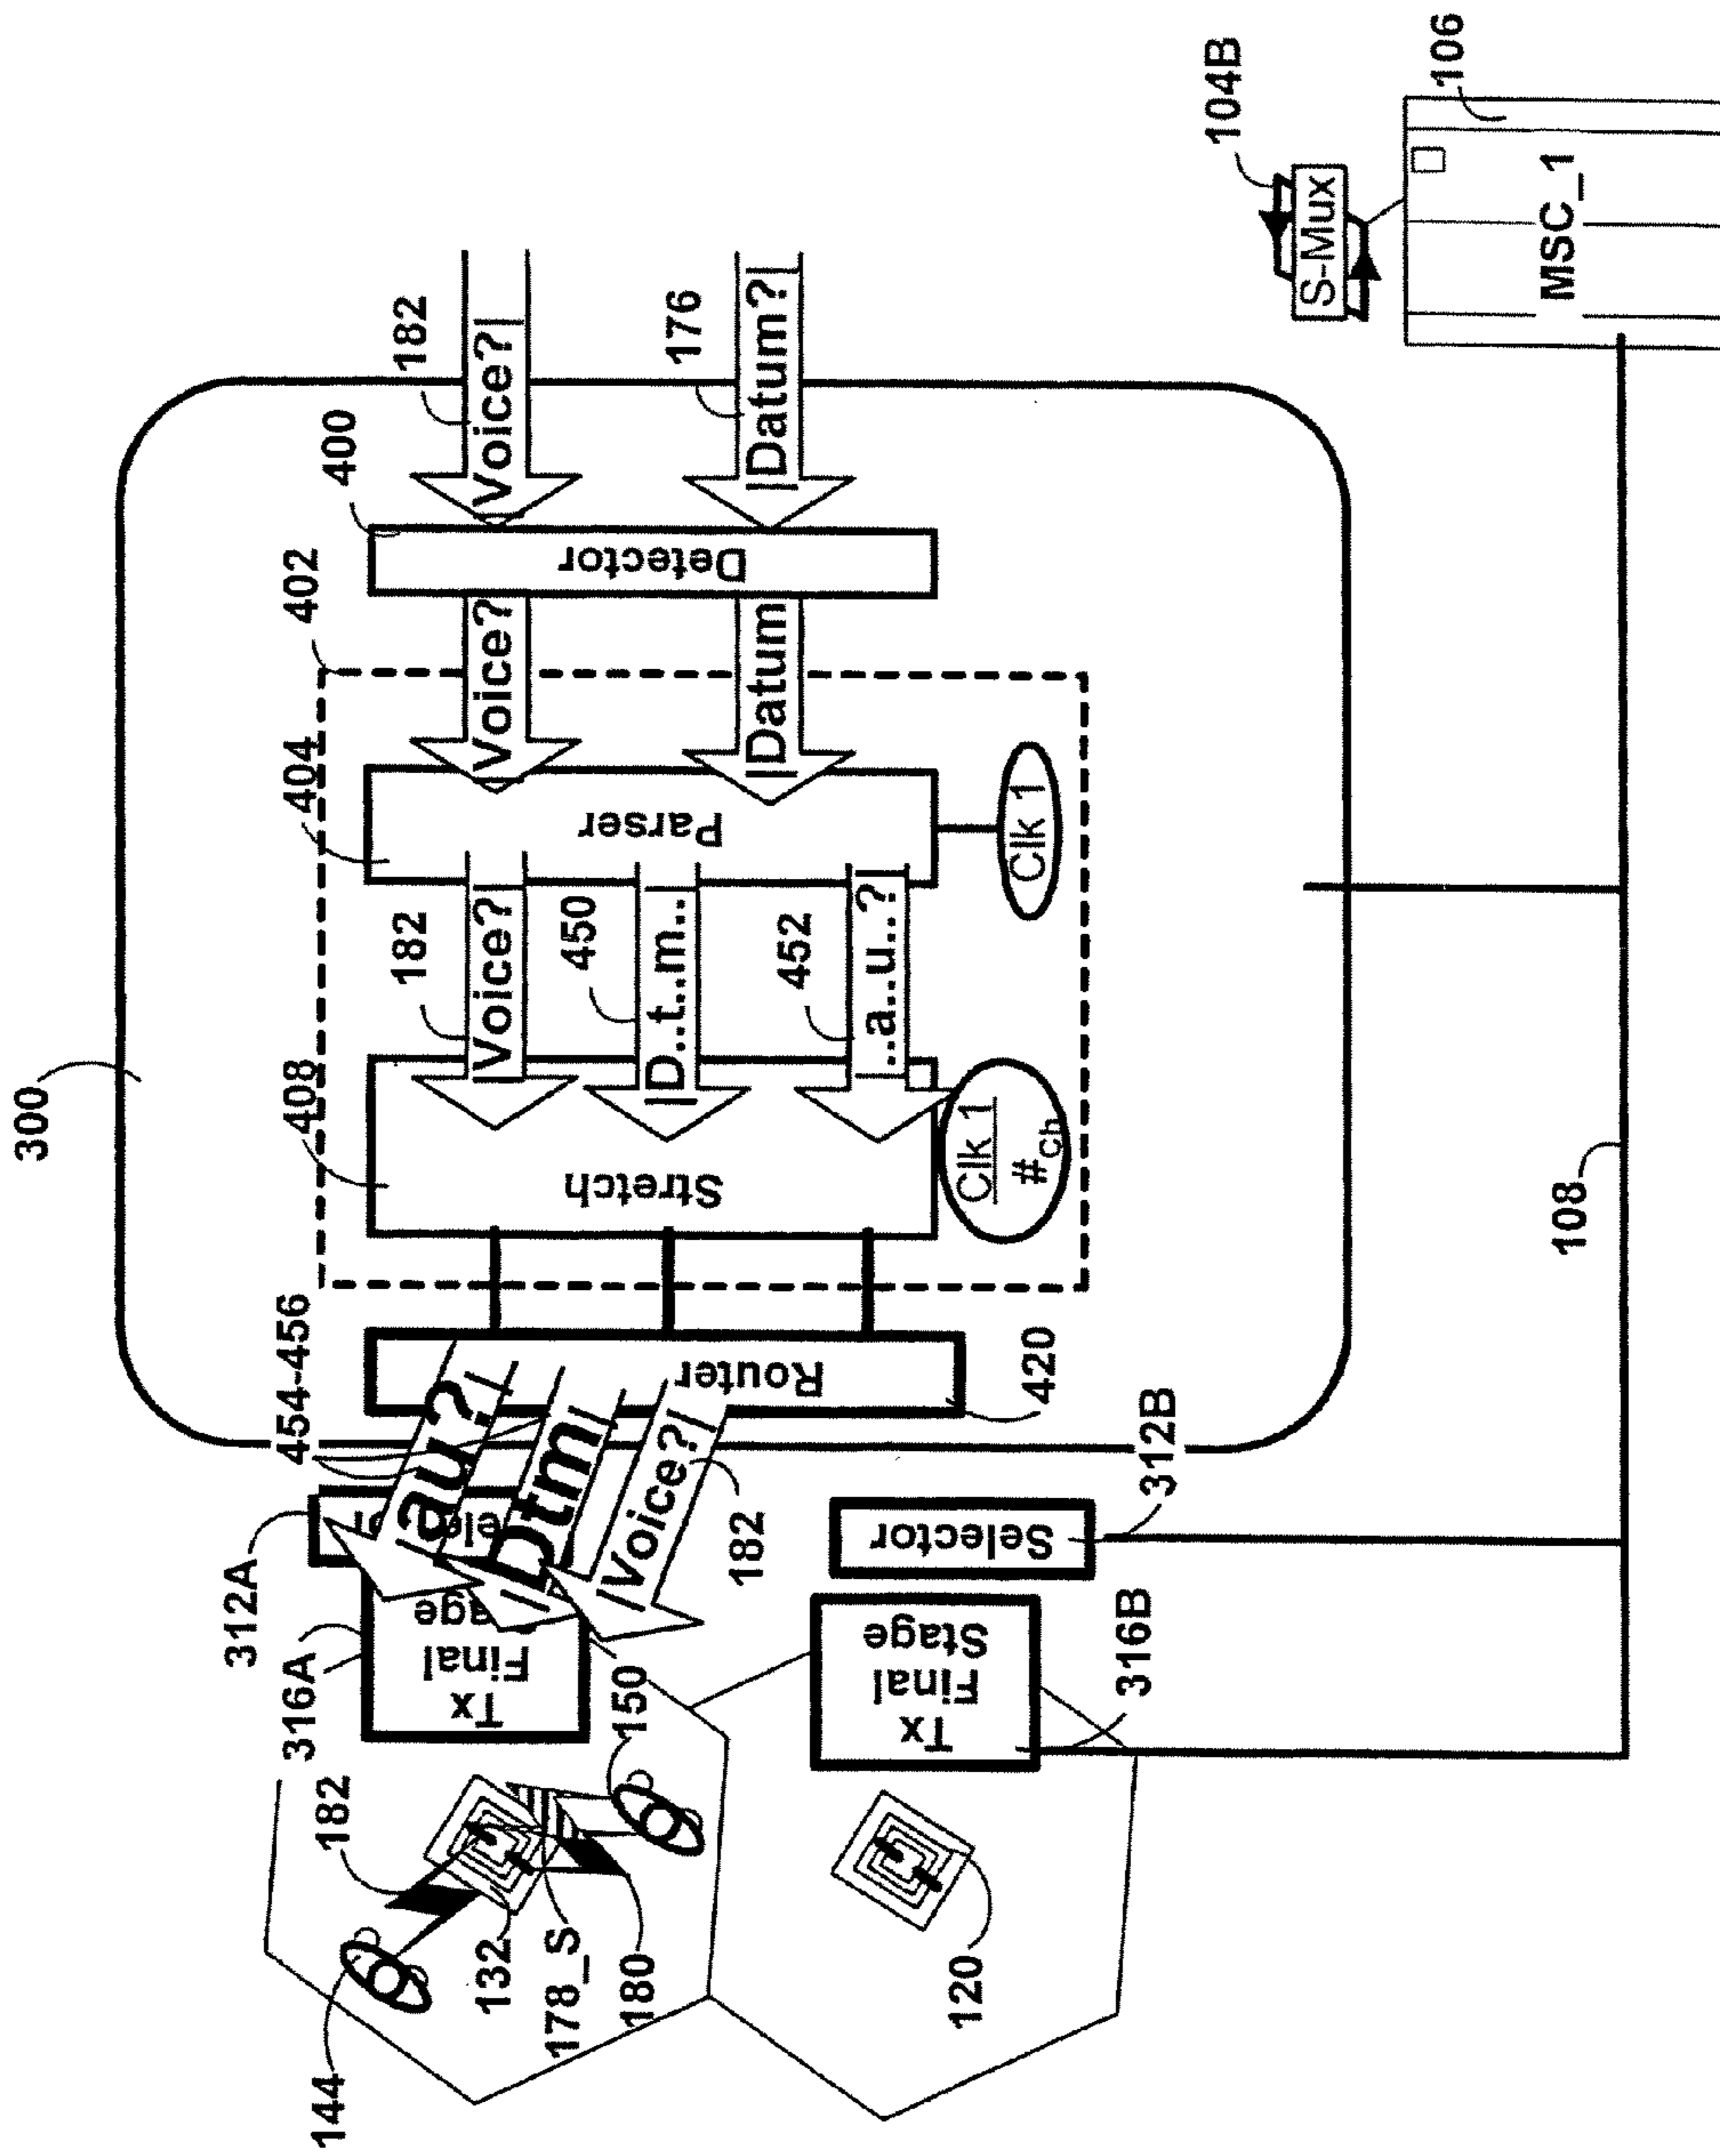 300
182
400
402
404
408
454-456
312A
316A
182
144
|Voice?|
176
|Datum?|
Detector
Voice?
|Datum
Parser
Clk 1
|Voice?|
182
|D..t..m..
450
|..a..u..?|
452
Stretch
Clk 1
#Ch
Router
420
|au?|
|Dtm|
|Voice?|
182
Tx
Final
150
132
178_S
180
312B
Selector
Tx
Final
Stage
316B
120
108
104B
S-Mux
106
MSC_1